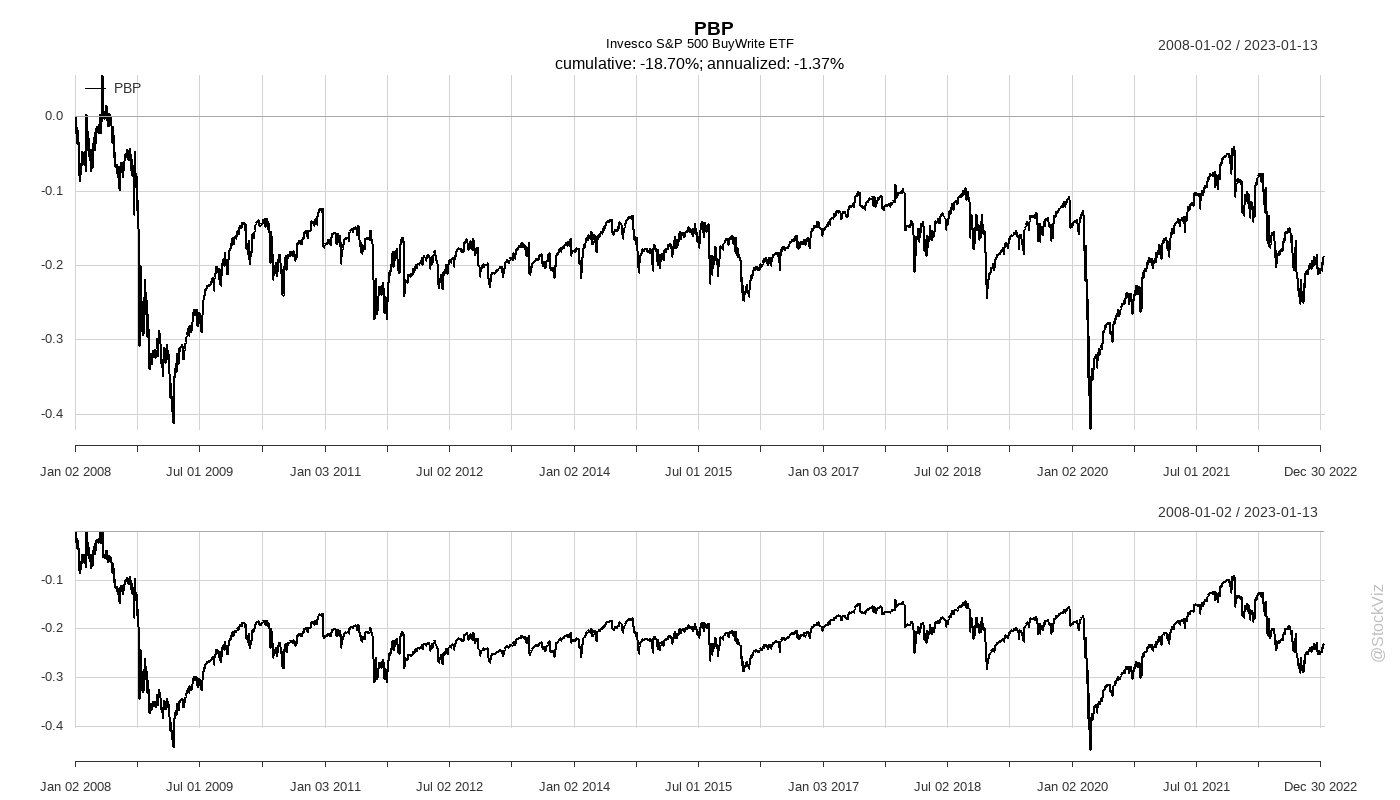 PBP
Invesco S&P 500 BuyWrite ETF
2008-01-02 / 2023-01-13
cumulative: -18.70%; annualized: -1.37%
PBP
0.0
-0.1
-0.2
-0.3
-0.4
Jan 02 2008 Jul 01 2009 Jan 03 2011 Jul 02 2012 Jan 02 2014 Jul 01 2015 Jan 03 2017 Jul 02 2018 Jan 02 2020 Jul 01 2021 Dec 30 2022
2008-01-02 / 2023-01-13
-0.1
-0.2
-0.3
-0.4
Jan 02 2008 Jul 01 2009 Jan 03 2011 Jul 02 2012 Jan 02 2014 Jul 01 2015 Jan 03 2017 Jul 02 2018 Jan 02 2020 Jul 01 2021 Dec 30 2022
@StockViz